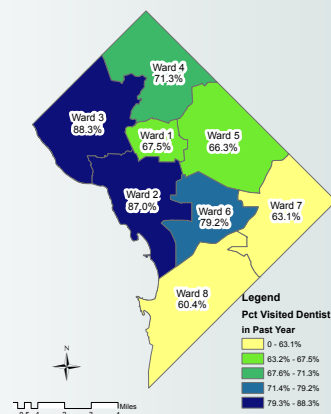 Ward 4
71.3%
Ward 3
88.3%
Ward 1
67,5%
Ward 5
66.3%
Ward 2
87,0%
Ward 6
79.2%
Ward 7
63.1%
Ward 8
60.4%
Legend
Pct Visited Dentist
in Past Year
0 - 63.1%
63.2% - 67.5%
67.6% - 71.3%
71.4% - 79.2%
79.3% - 88.3%
N
Miles